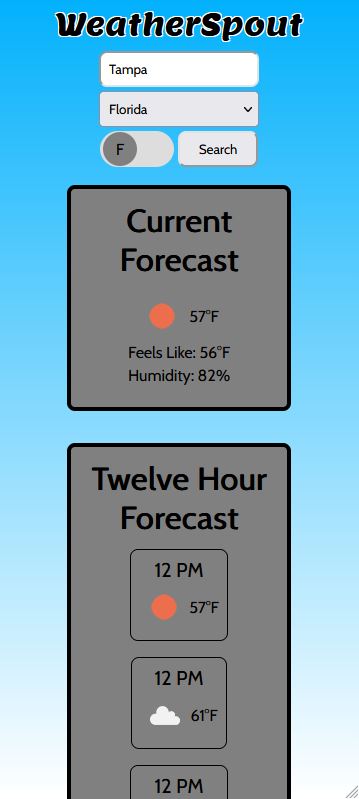 WeatherSpout
Tampa
Florida
F
Search
Current
Forecast
57°F
Feels Like: 56°F
Humidity: 82%
Twelve Hour
Forecast
12 PM
57°F
12 PM
61°F
12 PM